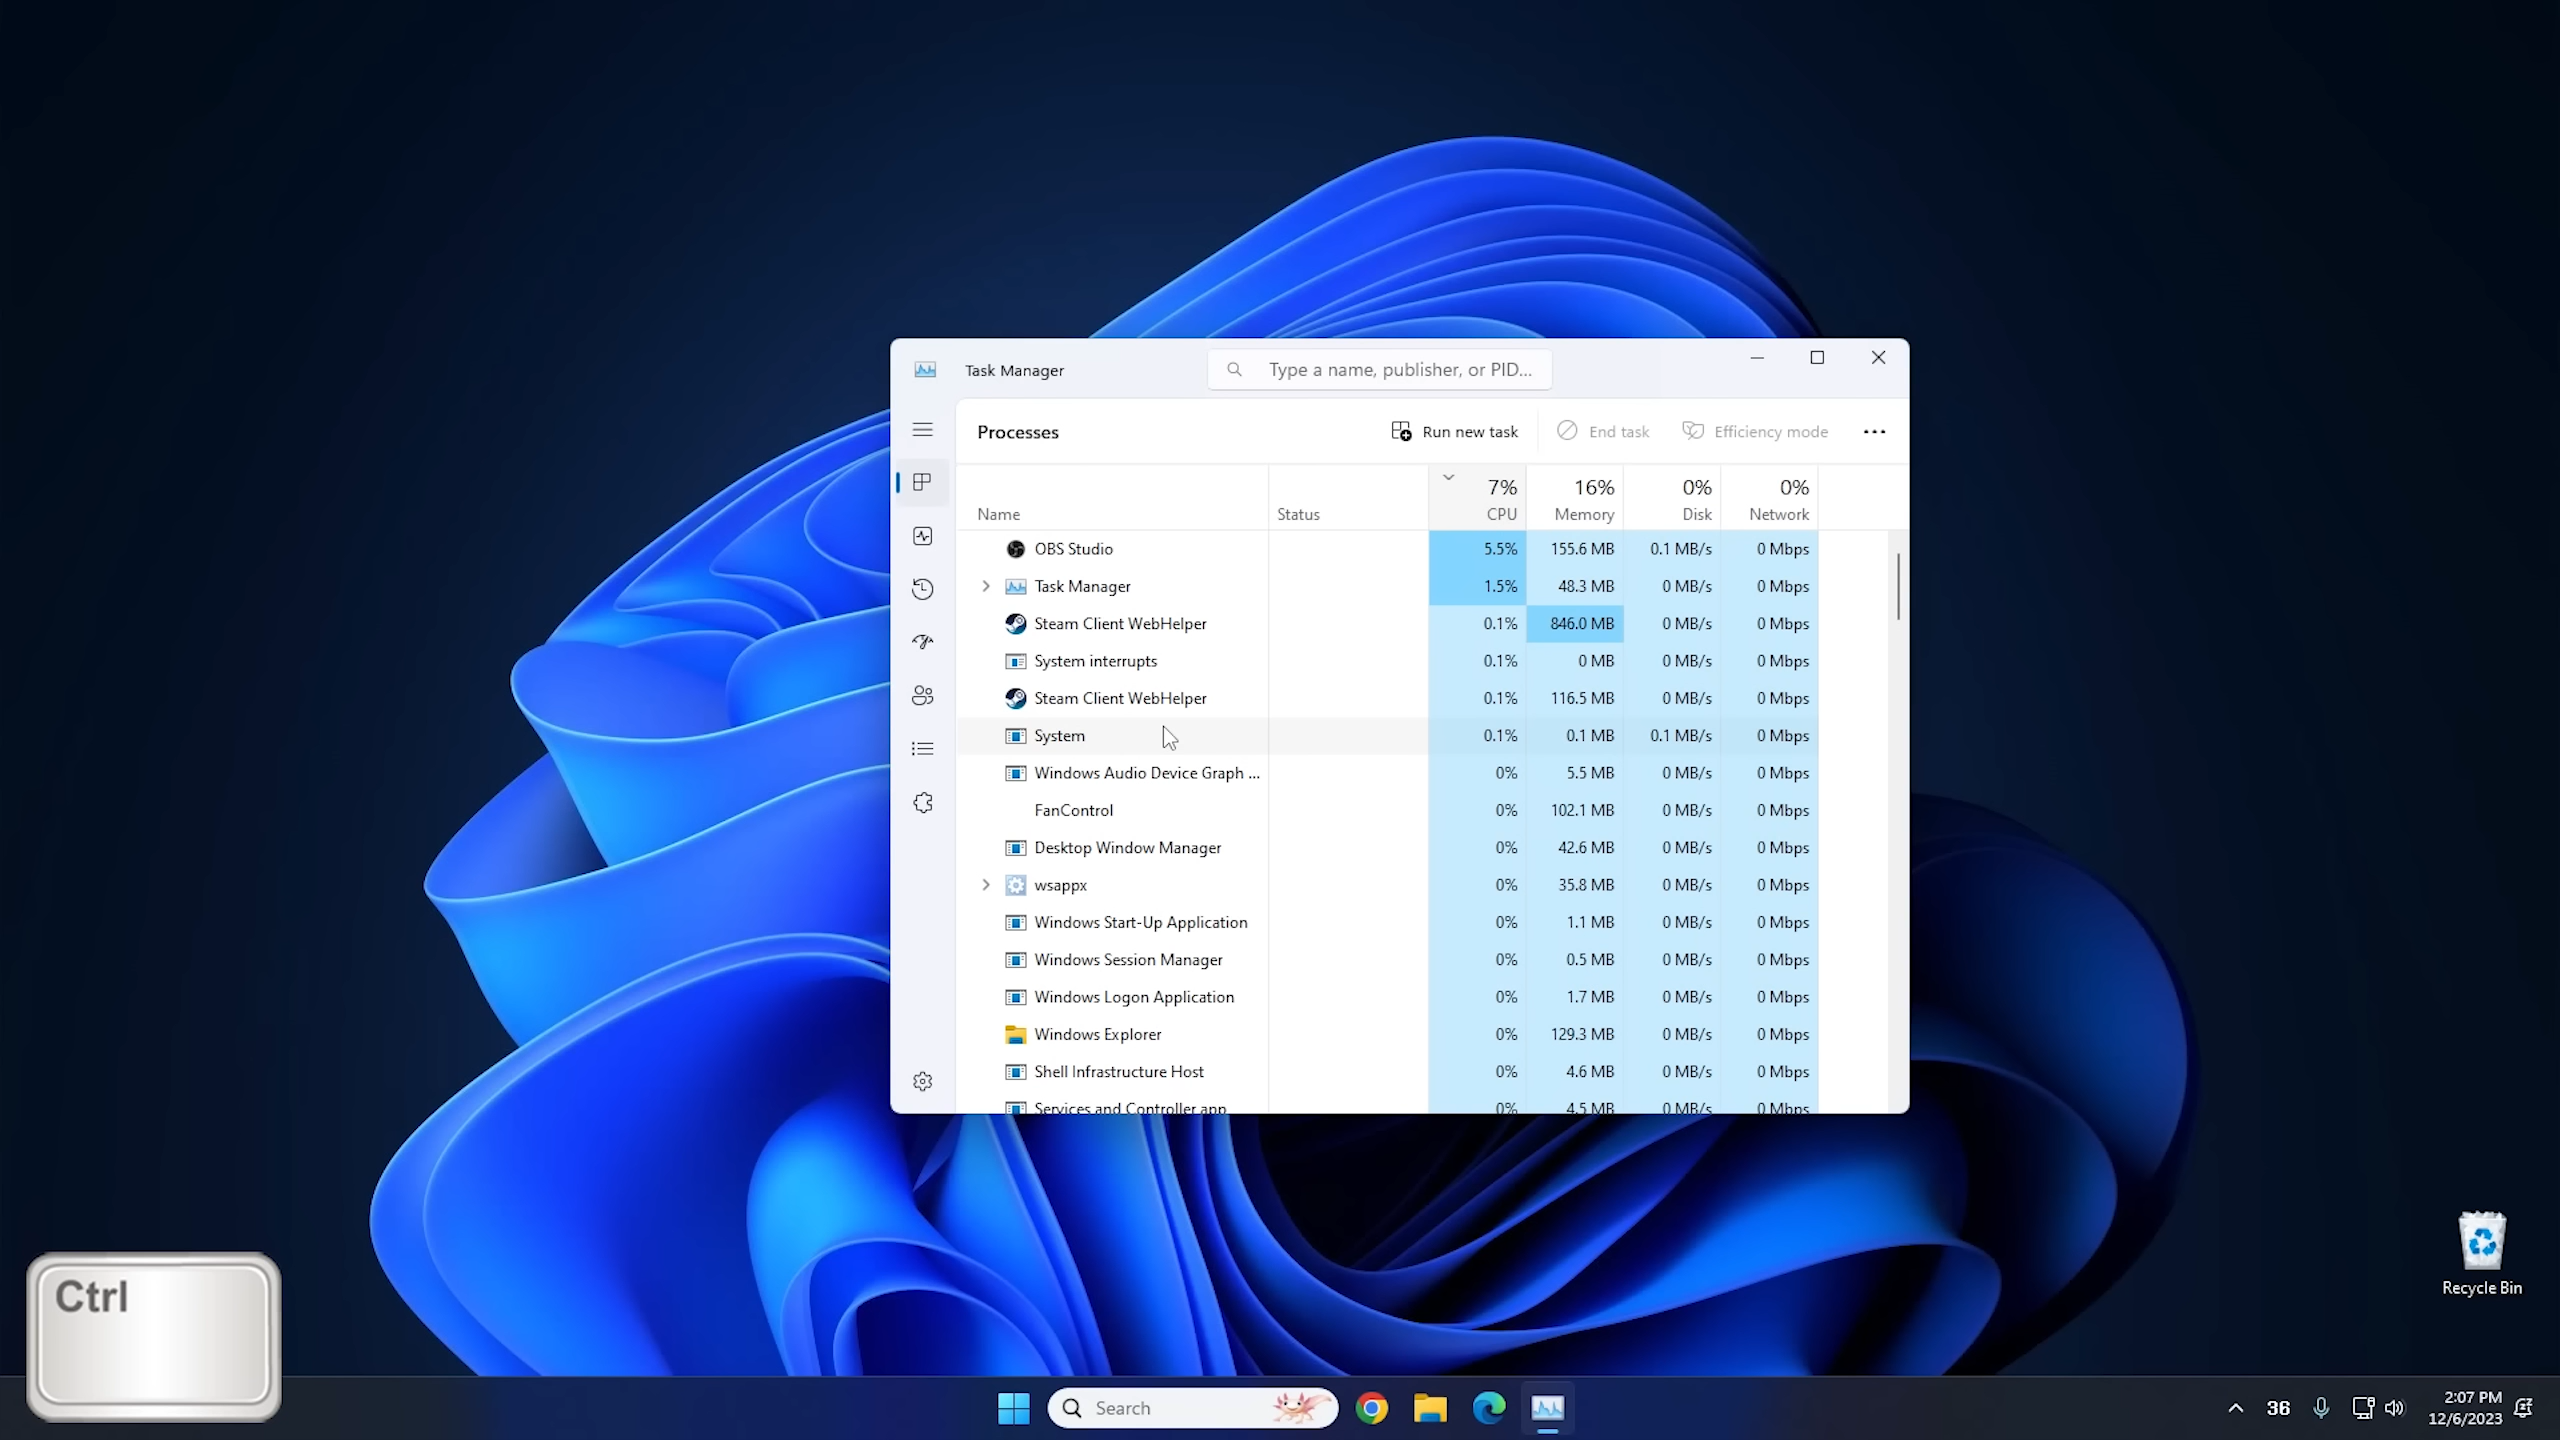 Task Manager
Type a name, publisher, or PID...
Processes
Run new task
End task
Efficiency mode
7% 16% 0% 0%
Name Status CPU Memory Disk Network
OBS Studio 5.5% 155.6 MB 0.1 MB/s 0 Mbps
Task Manager 1.5% 48.3 MB 0 MB/s 0 Mbps
Steam Client WebHelper 0.1% 846.0 MB 0 MB/s 0 Mbps
System interrupts 0.1% 0 MB 0 MB/s 0 Mbps
Steam Client WebHelper 0.1% 116.5 MB 0 MB/s 0 Mbps
System 0.1% 0.1 MB 0.1 MB/s 0 Mbps
Windows Audio Device Graph ... 0% 5.5 MB 0 MB/s 0 Mbps
FanControl 0% 102.1 MB 0 MB/s 0 Mbps
Desktop Window Manager 0% 42.6 MB 0 MB/s 0 Mbps
wsappx 0% 35.8 MB 0 MB/s 0 Mbps
Windows Start-Up Application 0% 1.1 MB 0 MB/s 0 Mbps
Windows Session Manager 0% 0.5 MB 0 MB/s 0 Mbps
Windows Logon Application 0% 1.7 MB 0 MB/s 0 Mbps
Windows Explorer 0% 129.3 MB 0 MB/s 0 Mbps
Shell Infrastructure Host 0% 4.6 MB 0 MB/s 0 Mbps
Services and Controller app 0% 4.5 MB 0 MB/s 0 Mbps
Recycle Bin
Ctrl
Search
36
2:07 PM
12/6/2023